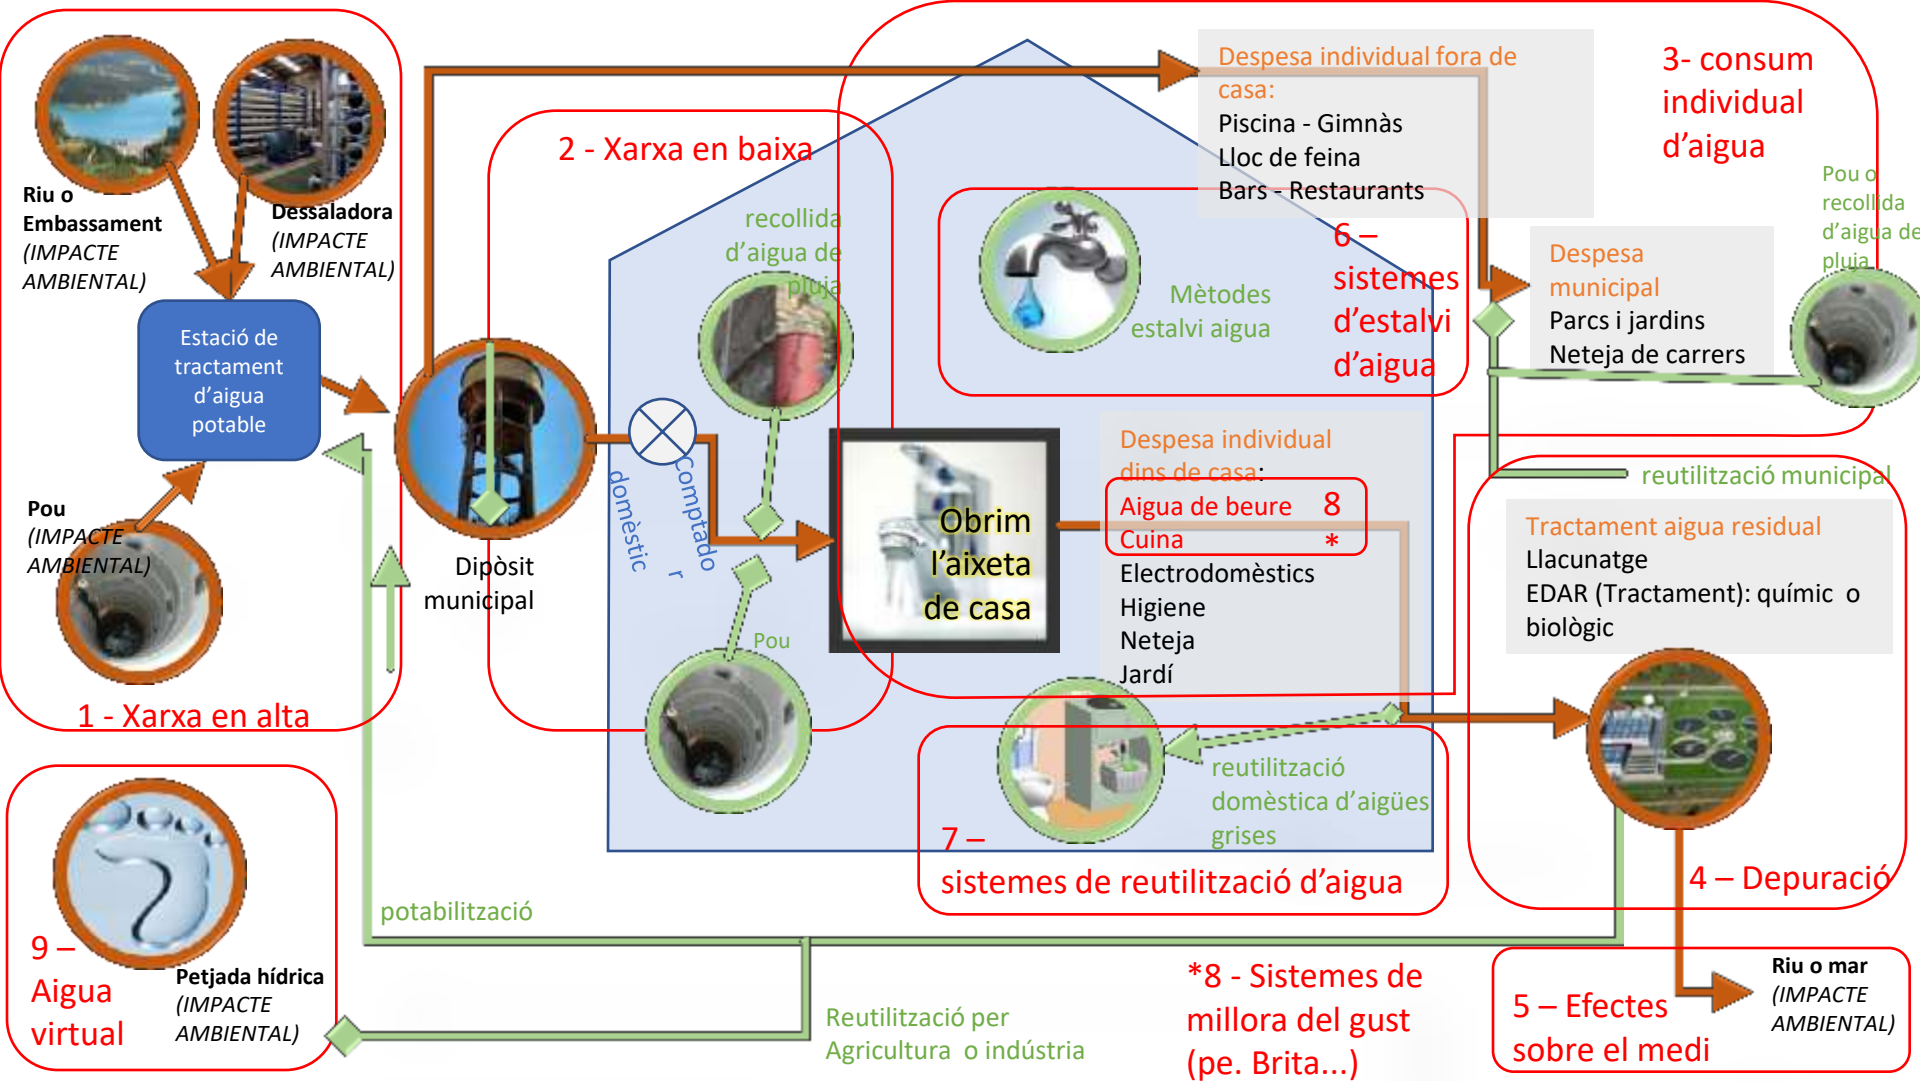 Riu o
Embassament
(IMPACTE
AMBIENTAL)
Dessaladora
(IMPACTE
AMBIENTAL)
Estació de
tractament
d'aigua
potable
Pou
(IMPACTE
AMBIENTAL)
1 - Xarxa en alta
2 - Xarxa en baixa
recollida
d'aigua de
pluja
Dipòsit
municipal
Comptado
r
domèstic
Pou
Obrim
l'aixeta
de casa
Despesa individual fora de
casa:
Piscina - Gimnàs
Lloc de feina
Bars - Restaurants
3- consum
individual
d'aigua
Mètodes
estalvi aigua
6 –
sistemes
d'estalvi
d'aigua
Despesa
municipal
Parcs i jardins
Neteja de carrers
Pou o
recollida
d'aigua de
pluja
Despesa individual
dins de casa:
Aigua de beure 8
Cuina *
Electrodomèstics
Higiene
Neteja
Jardí
reutilització municipal
Tractament aigua residual
Llacunatge
EDAR (Tractament): químic o
biològic
reutilització
domèstica d'aigües
grises
7 –
sistemes de reutilització d'aigua
4 – Depuració
potabilització
9 –
Aigua
virtual
Petjada hídrica
(IMPACTE
AMBIENTAL)
Reutilització per
Agricultura o indústria
*8 - Sistemes de
millora del gust
(pe. Brita...)
5 – Efectes
sobre el medi
Riu o mar
(IMPACTE
AMBIENTAL)